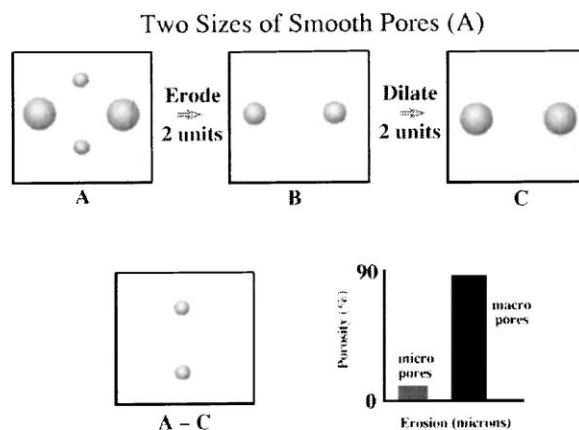 Two Sizes of Smooth Pores (A)
Erode
2 units
Dilate
2 units
A
B
C
A – C
90
Porosity (%)
macro
pores
micro
pores
0
Erosion (microns)